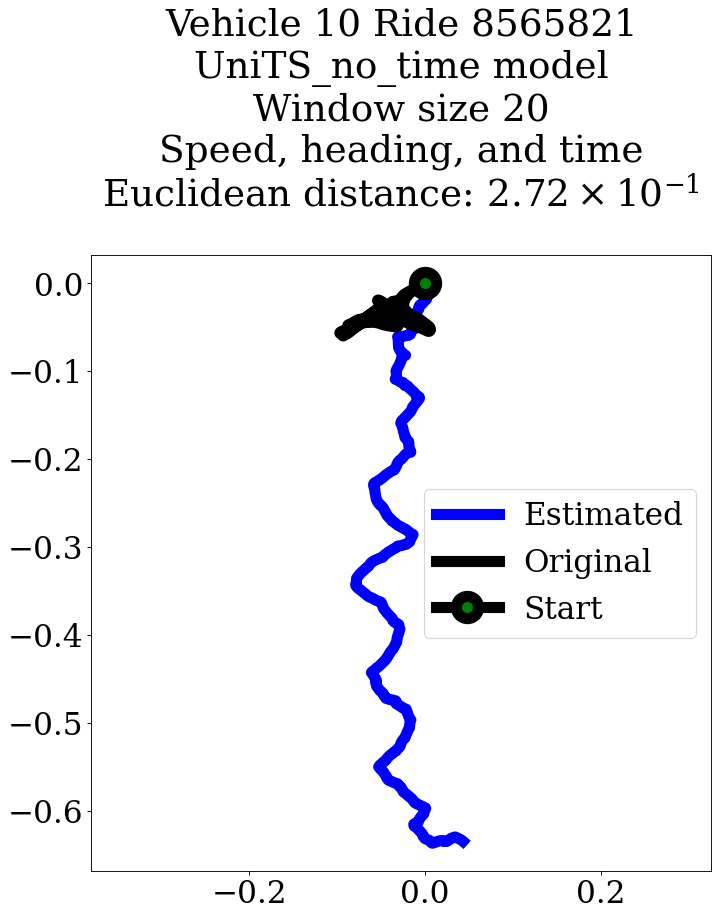 Vehicle 10 Ride 8565821
UniTS_no_time model
Window size 20
Speed, heading, and time
Euclidean distance: 2.72 × 10⁻¹
0.0
−0.1
−0.2
−0.3
−0.4
−0.5
−0.6
Estimated
Original
Start
−0.2
0.0
0.2